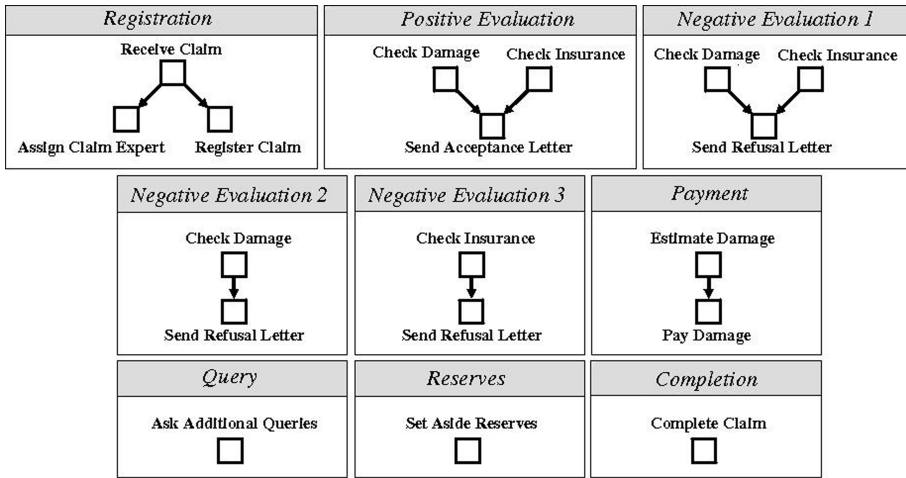 Registration
Receive Claim
Assign Claim Expert
Register Claim
Positive Evaluation
Check Damage
Check Insurance
Send Acceptance Letter
Negative Evaluation 1
Check Damage
Check Insurance
Send Refusal Letter
Negative Evaluation 2
Check Damage
Send Refusal Letter
Negative Evaluation 3
Check Insurance
Send Refusal Letter
Payment
Estimate Damage
Pay Damage
Query
Ask Additional Queries
Reserves
Set Aside Reserves
Completion
Complete Claim